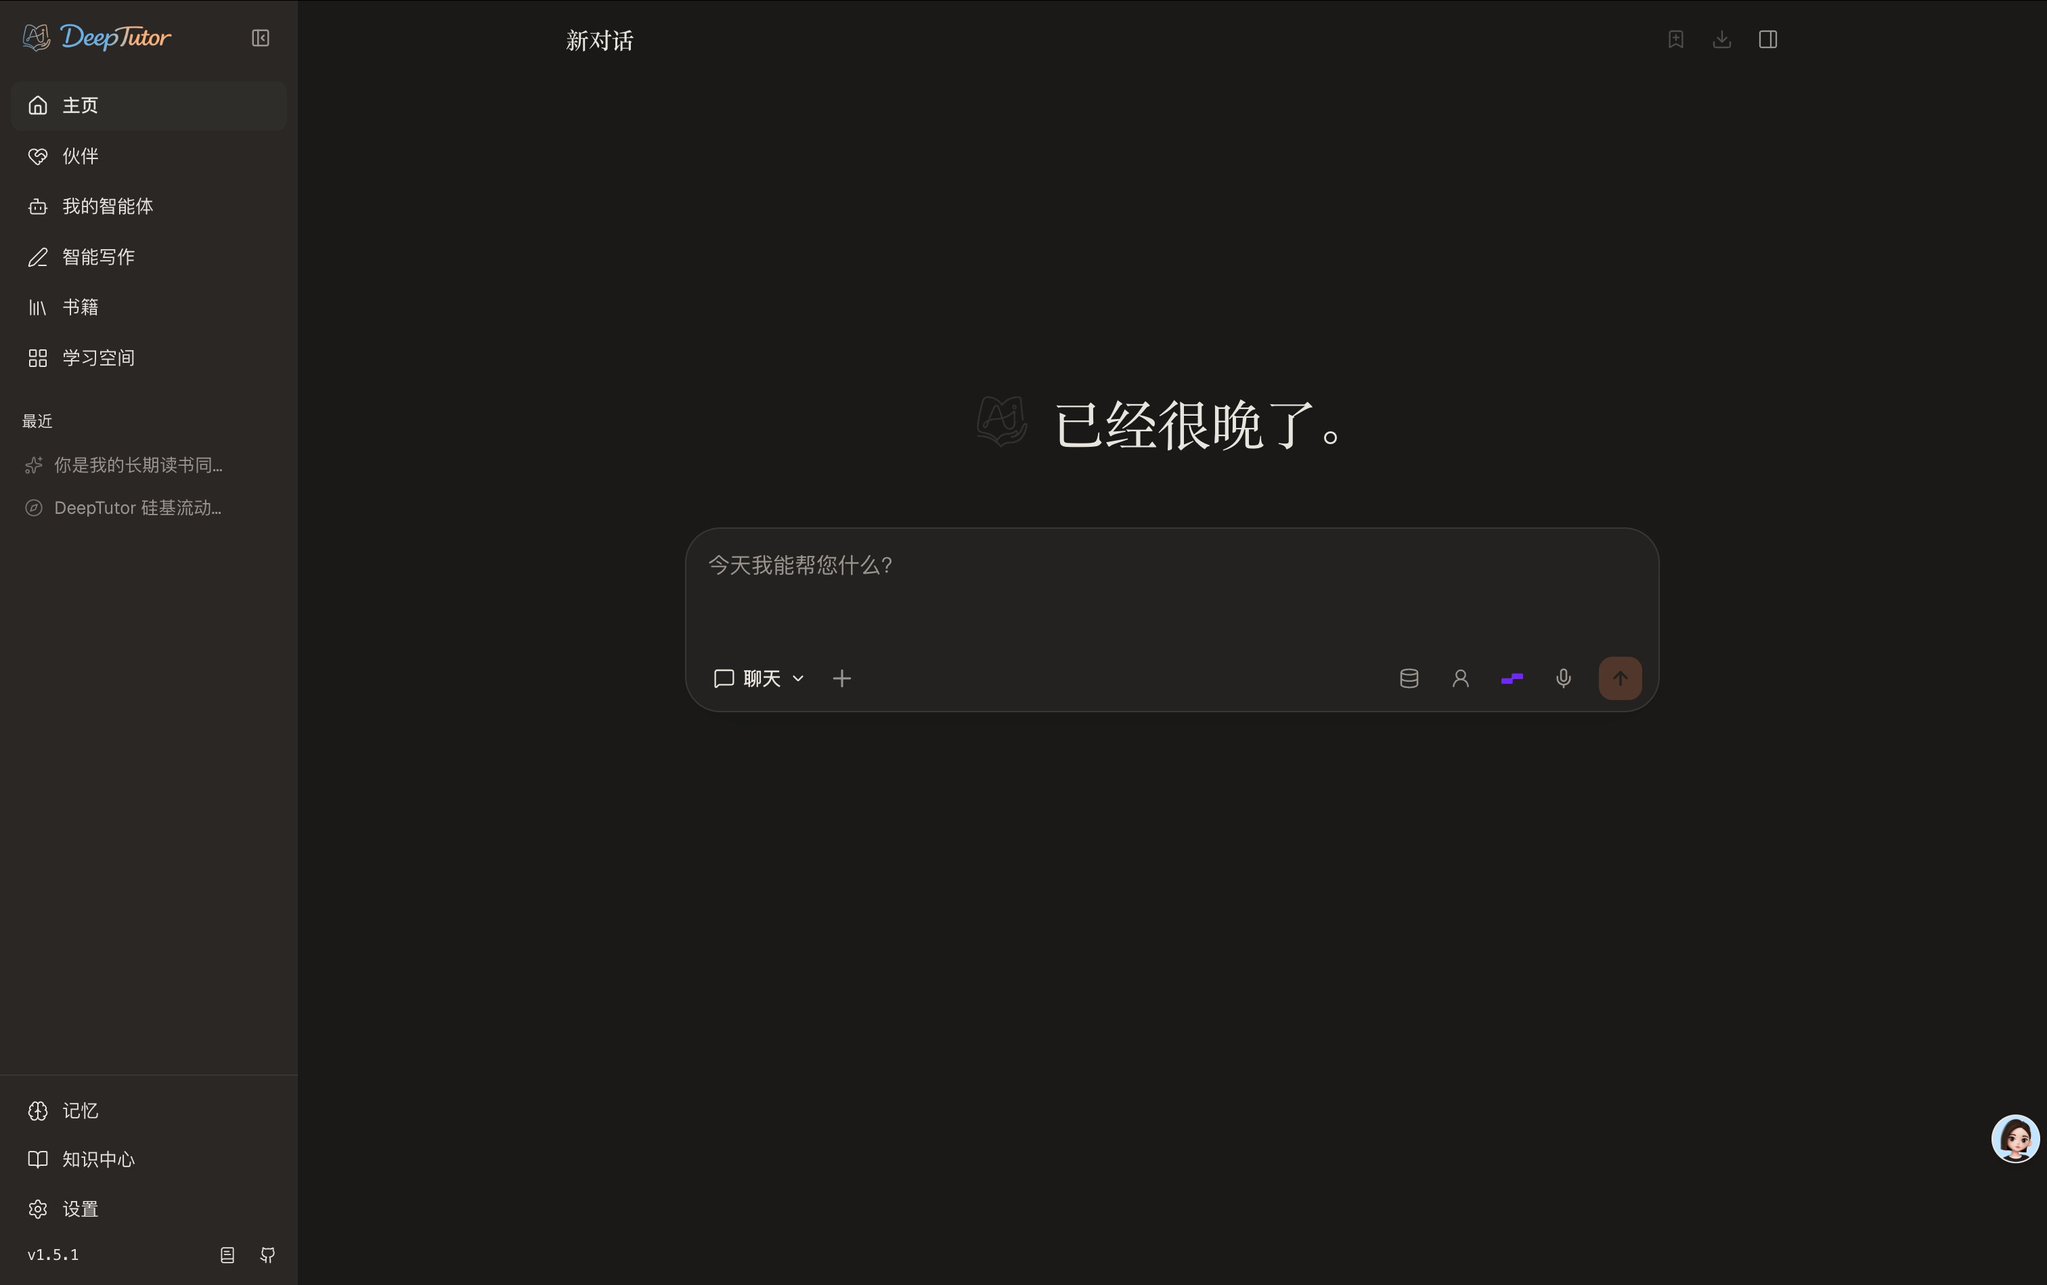 DeepTutor
主页
伙伴
我的智能体
智能写作
书籍
学习空间
最近
你是我的长期读书同...
DeepTutor 硅基流动...
记忆
知识中心
设置
v1.5.1
新对话
已经很晚了。
今天我能帮您什么?
聊天